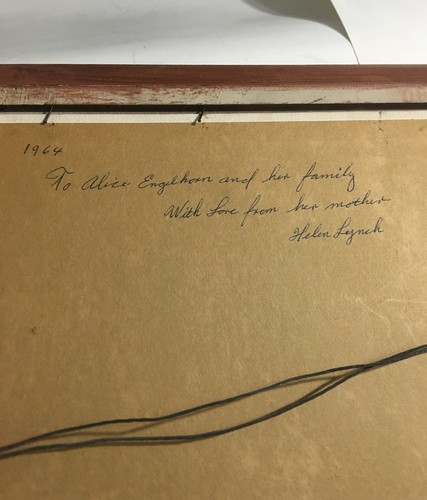 1964
To Alice Engelhorn and her family
With Love from her mother
Helen Lynch